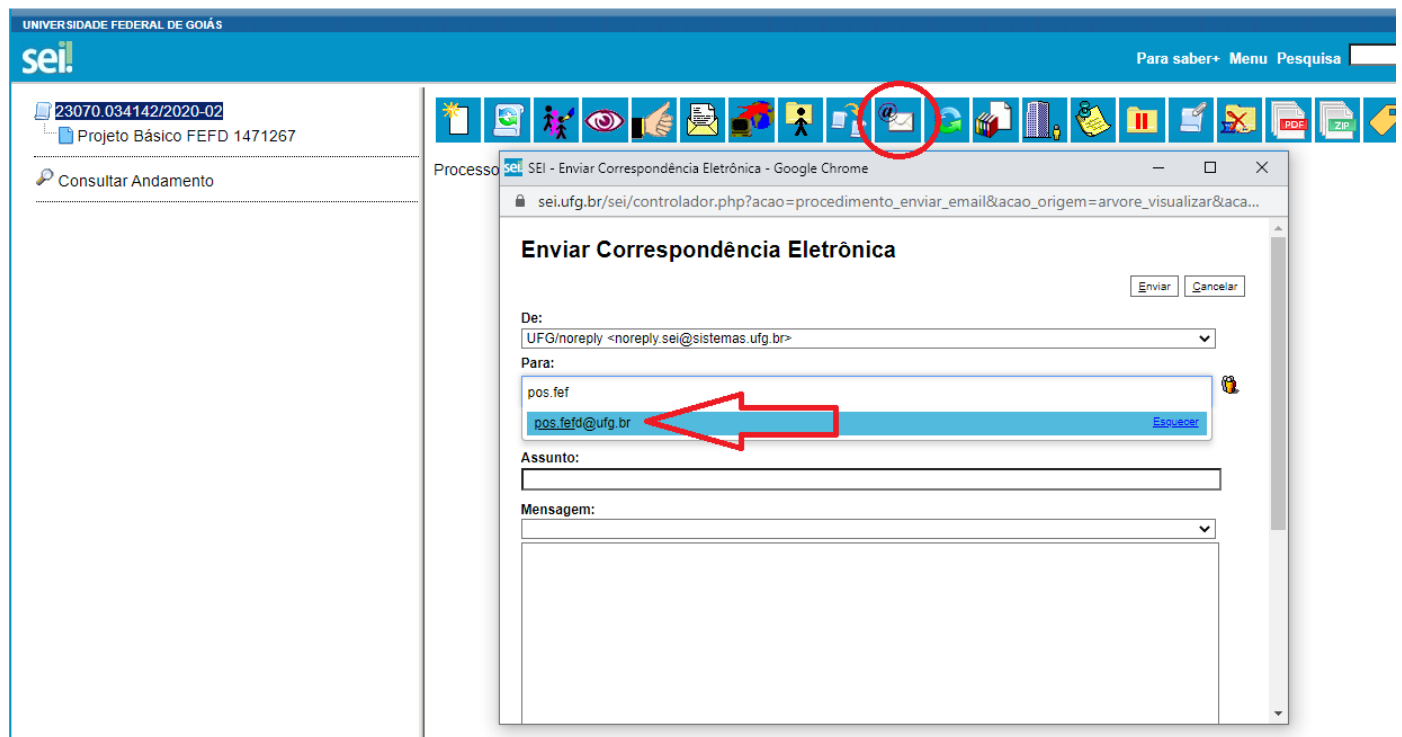 UNIVERSIDADE FEDERAL DE GOIÁS
sei!
Para saber+ Menu Pesquisa
23070.034142/2020-02
Projeto Básico FEFD 1471267
Consultar Andamento
PDF
ZIP
Processo
sei. SEI - Enviar Correspondência Eletrônica - Google Chrome
sei.ufg.br/sei/controlador.php?acao=procedimento_enviar_email&acao_origem=arvore_visualizar&aca...
Enviar Correspondência Eletrônica
Enviar Cancelar
De:
UFG/noreply <noreply.sei@sistemas.ufg.br>
Para:
pos.fef
pos.fefd@ufg.br Esquecer
Assunto:
Mensagem: